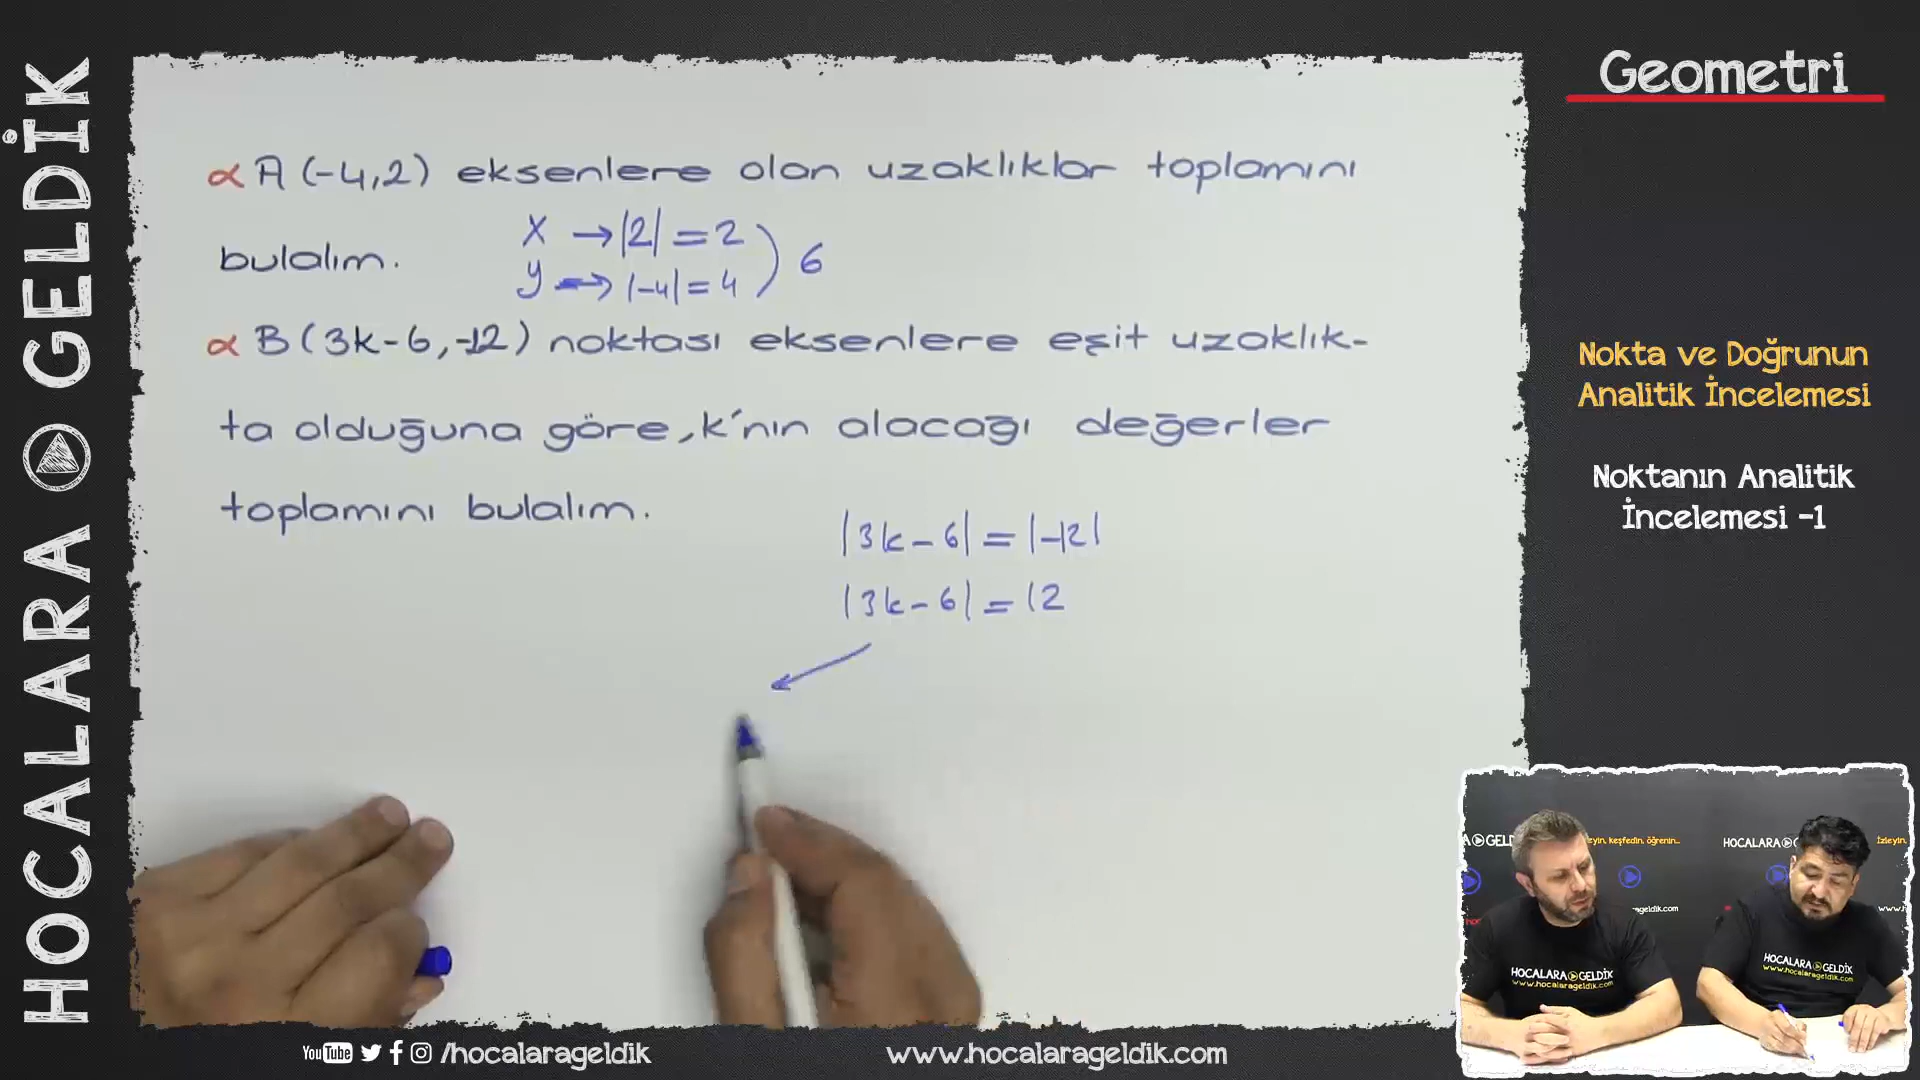 HOCALARA GELDİK
Geometri
α A (-4,2) eksenlere olan uzaklıklar toplamını
bulalım.
x → |2| = 2
y → |-4| = 4
6
α B (3k-6,-12) noktası eksenlere eşit uzaklık-
ta olduğuna göre, k'nın alacağı değerler
toplamını bulalım.
|3k-6| = |-12|
|3k-6| = 12
Nokta ve Doğrunun
Analitik İncelemesi
Noktanın Analitik
İncelemesi -1
HOCALARA GELDİK
www.hocalarageldik.com
HOCALARA GELDİK
www.hocalarageldik.com
YouTube /hocalarageldik
www.hocalarageldik.com